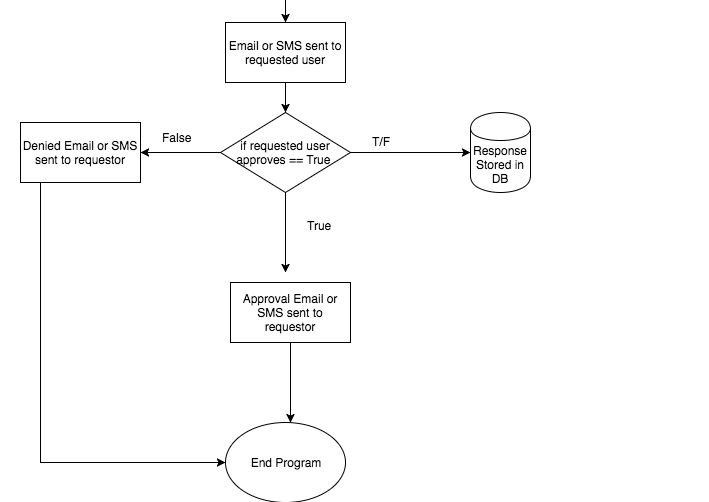 Email or SMS sent to
requested user
False
if requested user
approves == True
T/F
Denied Email or SMS
sent to requestor
Response
Stored in
DB
True
Approval Email or
SMS sent to
requestor
End Program